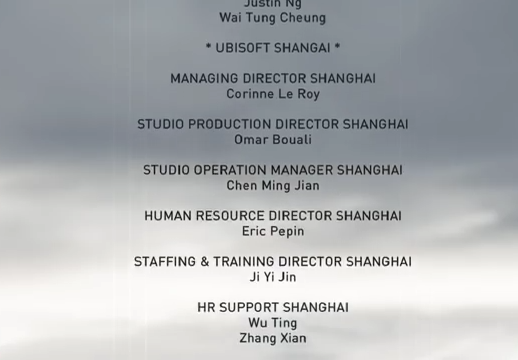 Justin Ng
Wai Tung Cheung
* UBISOFT SHANGAI *
MANAGING DIRECTOR SHANGHAI
Corinne Le Roy
STUDIO PRODUCTION DIRECTOR SHANGHAI
Omar Bouali
STUDIO OPERATION MANAGER SHANGHAI
Chen Ming Jian
HUMAN RESOURCE DIRECTOR SHANGHAI
Eric Pepin
STAFFING & TRAINING DIRECTOR SHANGHAI
Ji Yi Jin
HR SUPPORT SHANGHAI
Wu Ting
Zhang Xian